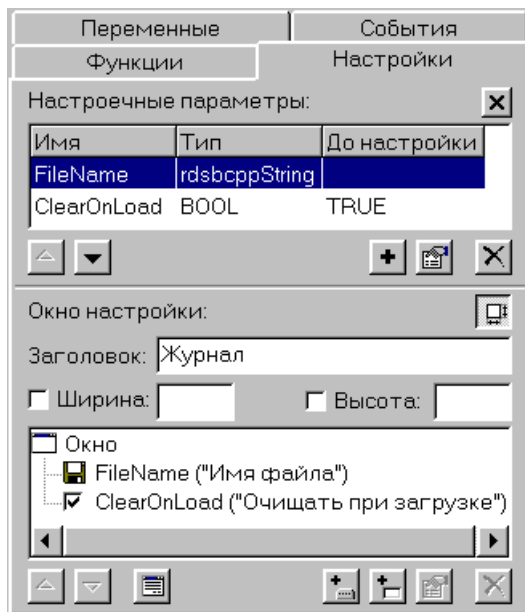 Переменные События
Функции Настройки
Настроечные параметры:
Имя Тип До настройки
FileName rdsbcppString
ClearOnLoad BOOL TRUE
Окно настройки:
Заголовок: Журнал
Ширина: Высота:
Окно
FileName ("Имя файла")
ClearOnLoad ("Очищать при загрузке")